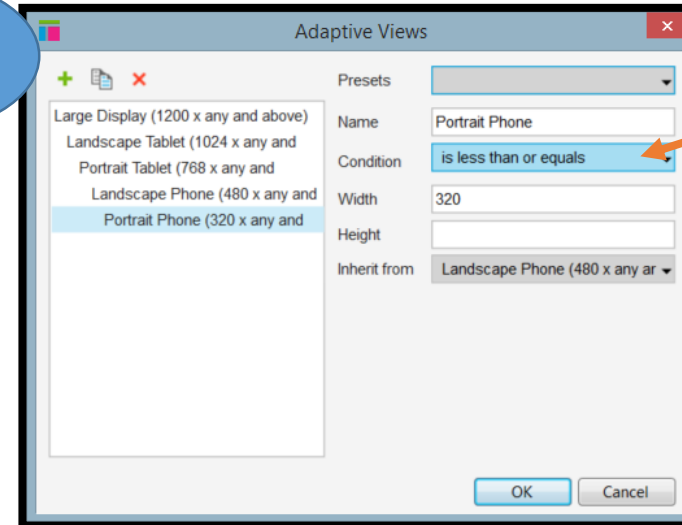 Adaptive Views
Presets
Large Display (1200 x any and above)
Landscape Tablet (1024 x any and
Portrait Tablet (768 x any and
Landscape Phone (480 x any and
Portrait Phone (320 x any and
Name Portrait Phone
Condition is less than or equals
Width 320
Height
Inherit from Landscape Phone (480 x any ar
OK Cancel